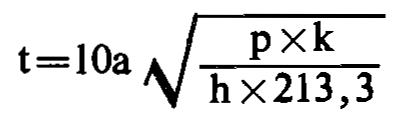 t=10a √(p×k / h×213,3)